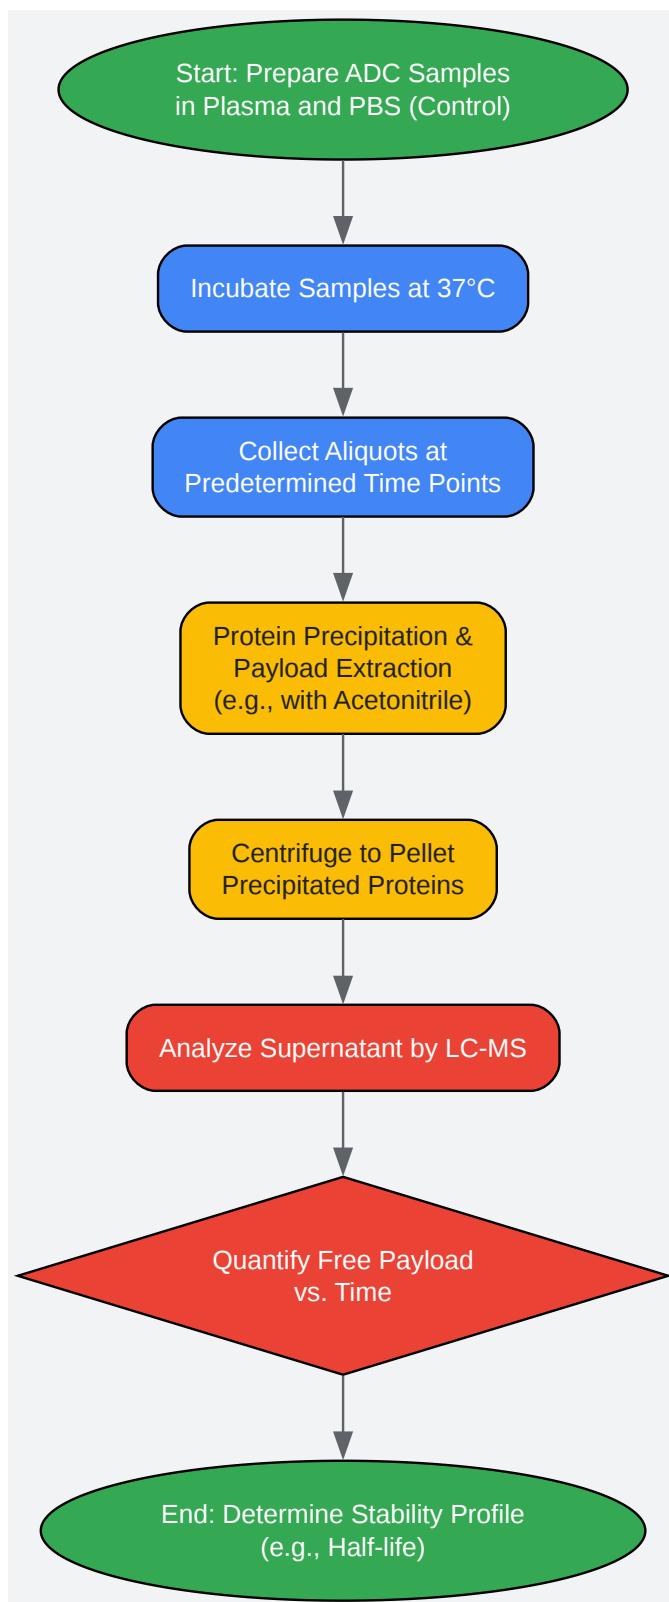 Start: Prepare ADC Samples
in Plasma and PBS (Control)
Incubate Samples at 37°C
Collect Aliquots at
Predetermined Time Points
Protein Precipitation &
Payload Extraction
(e.g., with Acetonitrile)
Centrifuge to Pellet
Precipitated Proteins
Analyze Supernatant by LC-MS
Quantify Free Payload
vs. Time
End: Determine Stability Profile
(e.g., Half-life)